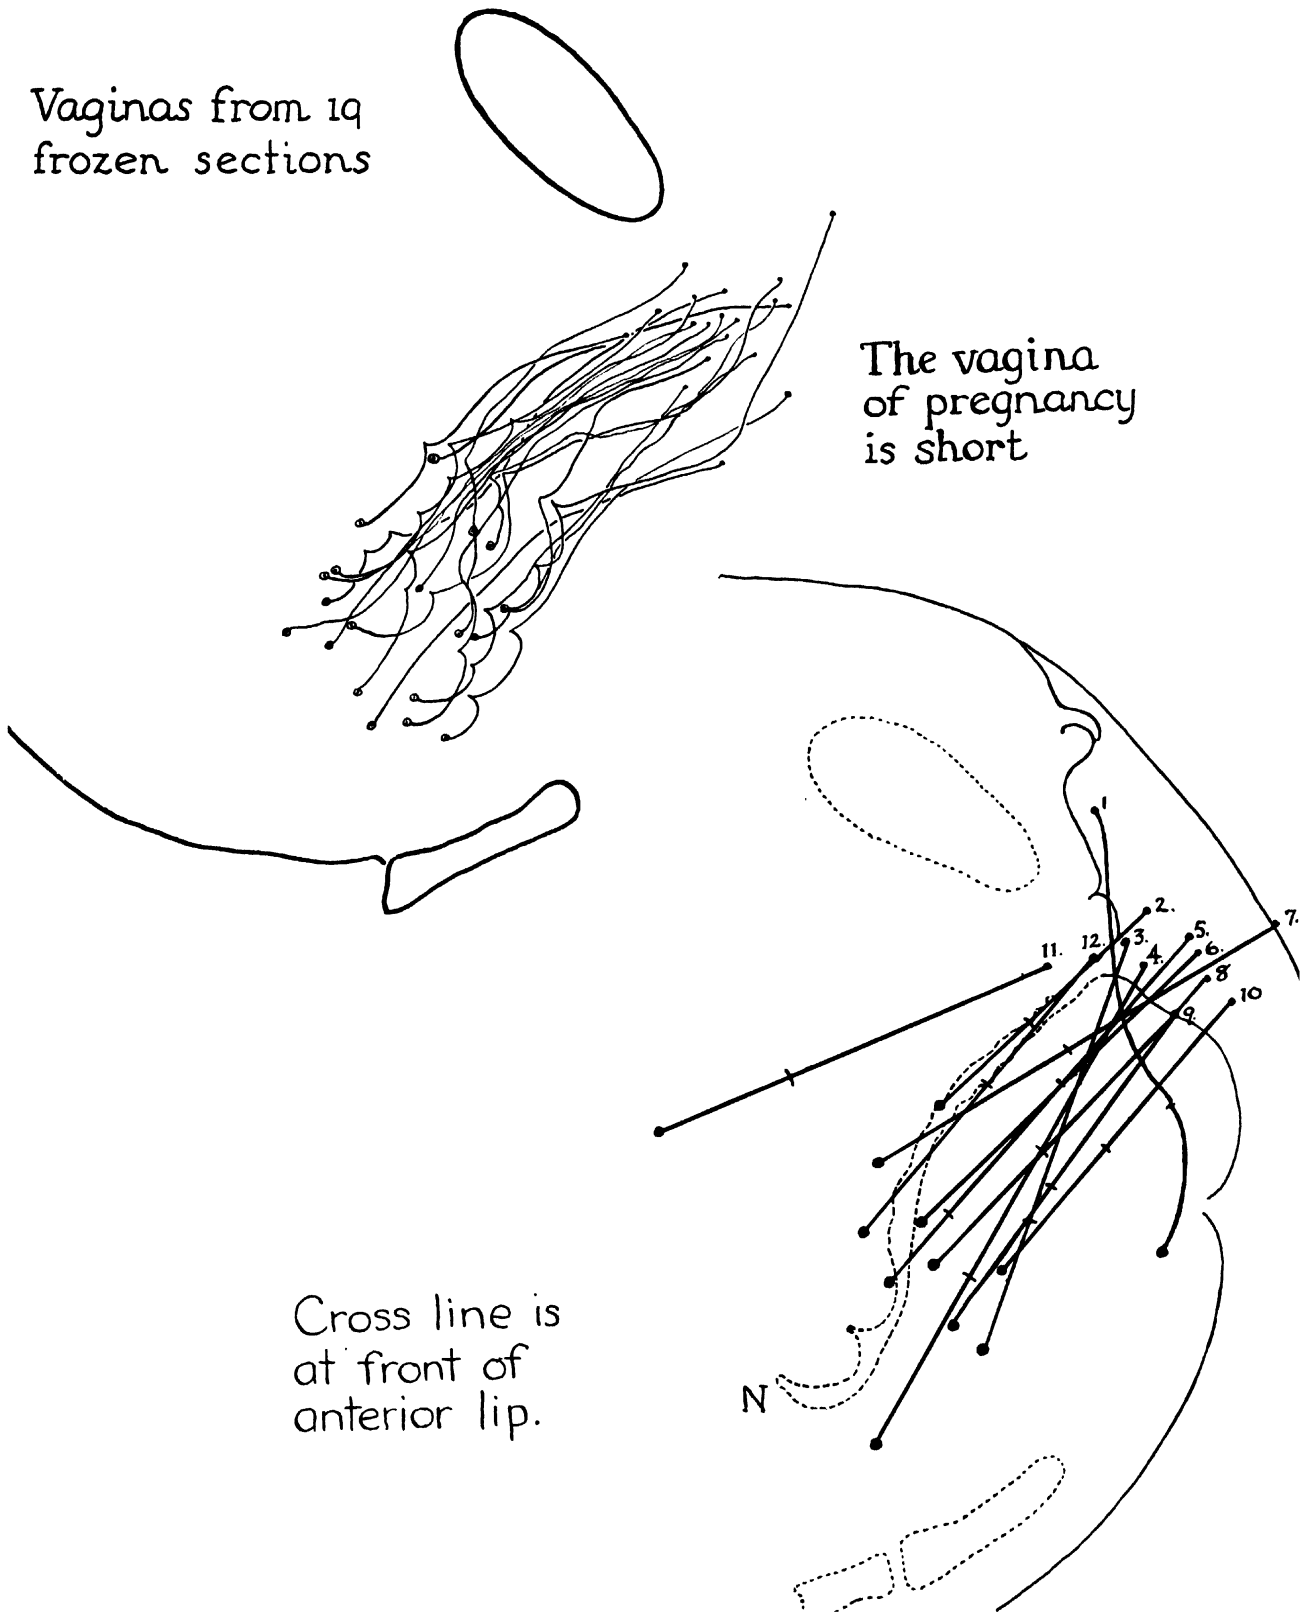 Vaginas from 19
frozen sections
The vagina
of pregnancy
is short
1
2.
3.
4.
5.
6.
7.
8
9.
10
11.
12.
Cross line is
at front of
anterior lip.
N